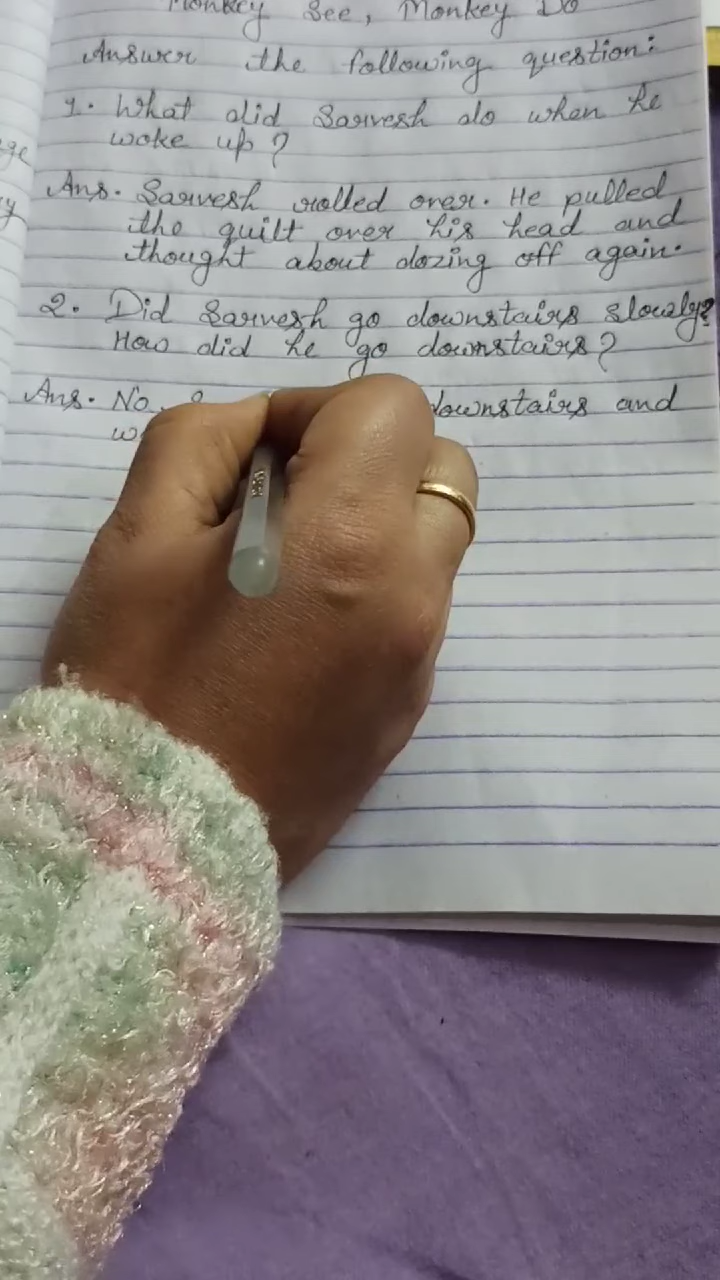 Monkey See, Monkey Do
Answer the following question:
1. What did Sarvesh do when he
woke up?
Ans. Sarvesh rolled over. He pulled
the quilt over his head and
thought about dozing off again.
2. Did Sarvesh go downstairs slowly?
How did he go downstairs?
Ans. No downstairs and